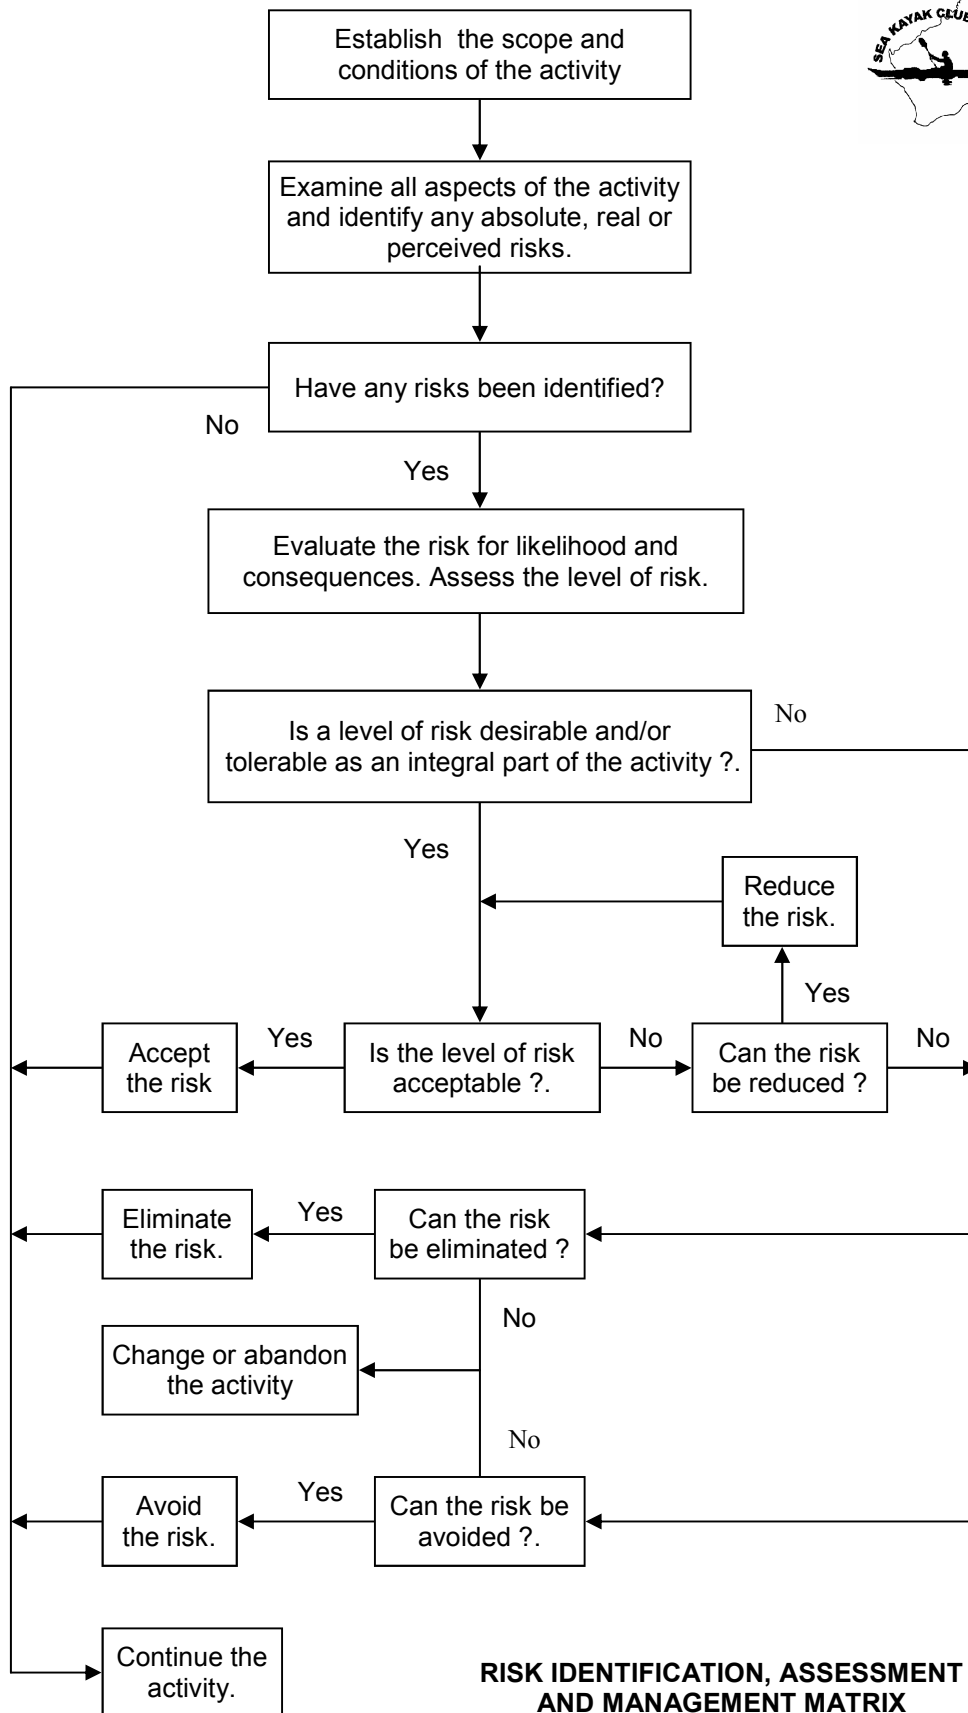 SEA KAYAK CLUB
Establish the scope and
conditions of the activity
Examine all aspects of the activity
and identify any absolute, real or
perceived risks.
Have any risks been identified?
No
Yes
Evaluate the risk for likelihood and
consequences. Assess the level of risk.
Is a level of risk desirable and/or
tolerable as an integral part of the activity ?.
No
Yes
Reduce
the risk.
Yes
Accept
the risk
Yes
Is the level of risk
acceptable ?.
No
Can the risk
be reduced ?
No
Eliminate
the risk.
Yes
Can the risk
be eliminated ?
No
Change or abandon
the activity
No
Avoid
the risk.
Yes
Can the risk be
avoided ?.
Continue the
activity.
RISK IDENTIFICATION, ASSESSMENT
AND MANAGEMENT MATRIX